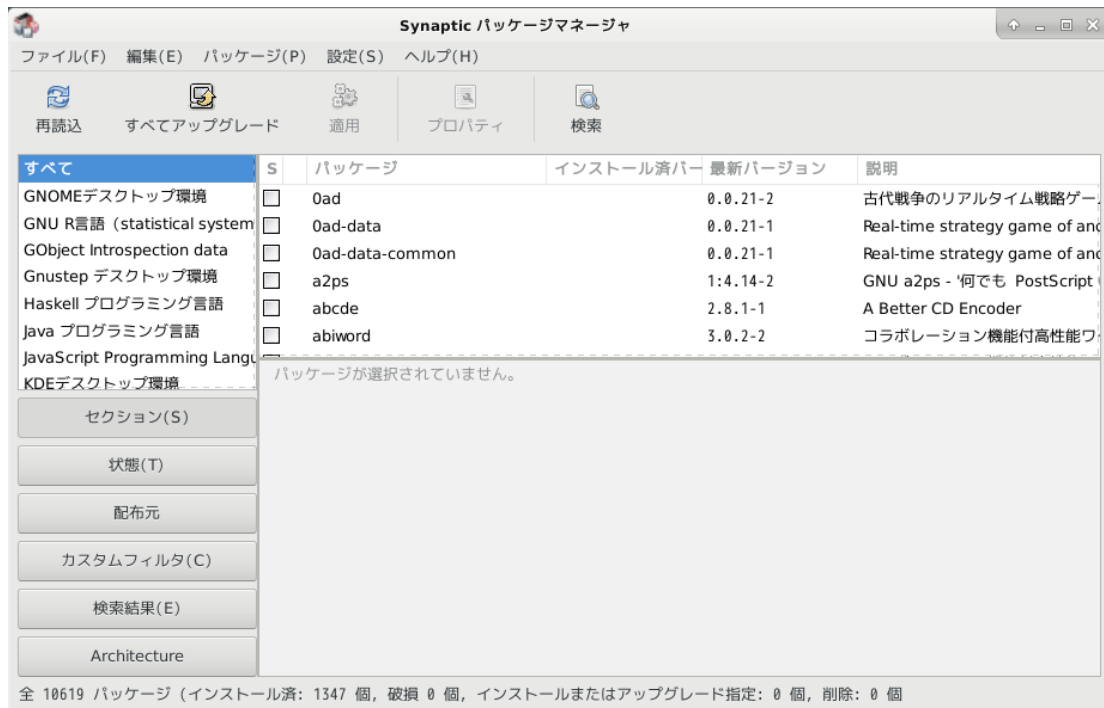 Synaptic パッケージマネージャ
ファイル(F) 編集(E) パッケージ(P) 設定(S) ヘルプ(H)
再読込 すべてアップグレード 適用 プロパティ 検索
すべて
GNOMEデスクトップ環境
GNU R言語 (statistical system
GObject Introspection data
Gnustep デスクトップ環境
Haskell プログラミング言語
Java プログラミング言語
JavaScript Programming Langu
KDEデスクトップ環境
セクション(S)
状態(T)
配布元
カスタムフィルタ(C)
検索結果(E)
Architecture
S パッケージ インストール済バー 最新バージョン 説明
0ad 0.0.21-2 古代戦争のリアルタイム戦略ゲー
0ad-data 0.0.21-1 Real-time strategy game of anc
0ad-data-common 0.0.21-1 Real-time strategy game of anc
a2ps 1:4.14-2 GNU a2ps - '何でも PostScript
abcde 2.8.1-1 A Better CD Encoder
abiword 3.0.2-2 コラボレーション機能付高性能ワ
パッケージが選択されていません。
全 10619 パッケージ (インストール済: 1347 個, 破損 0 個, インストールまたはアップグレード指定: 0 個, 削除: 0 個